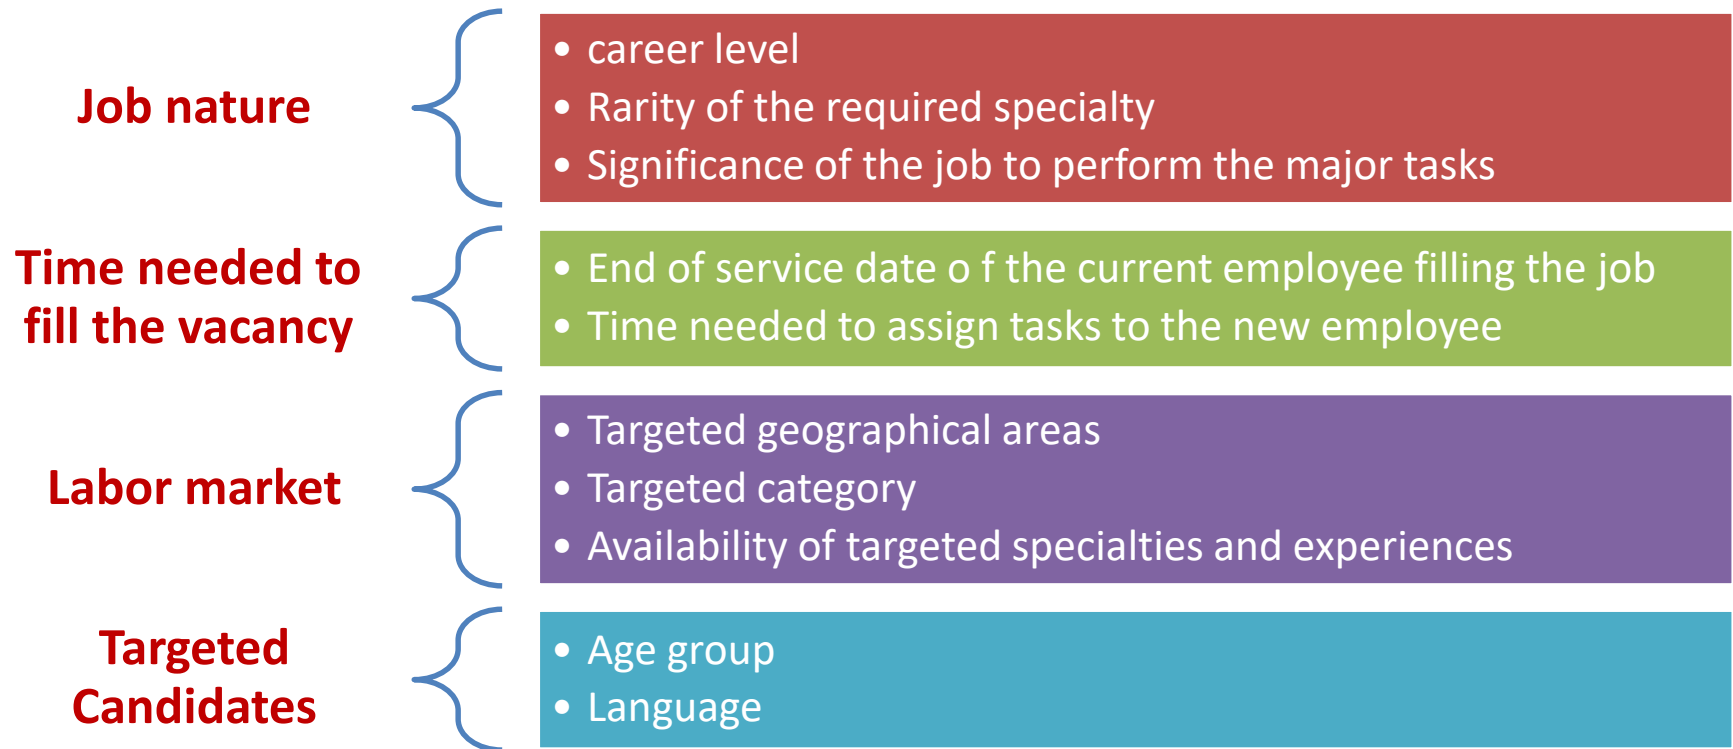 Job nature
• career level
• Rarity of the required specialty
• Significance of the job to perform the major tasks
Time needed to
fill the vacancy
• End of service date o f the current employee filling the job
• Time needed to assign tasks to the new employee
Labor market
• Targeted geographical areas
• Targeted category
• Availability of targeted specialties and experiences
Targeted
Candidates
• Age group
• Language